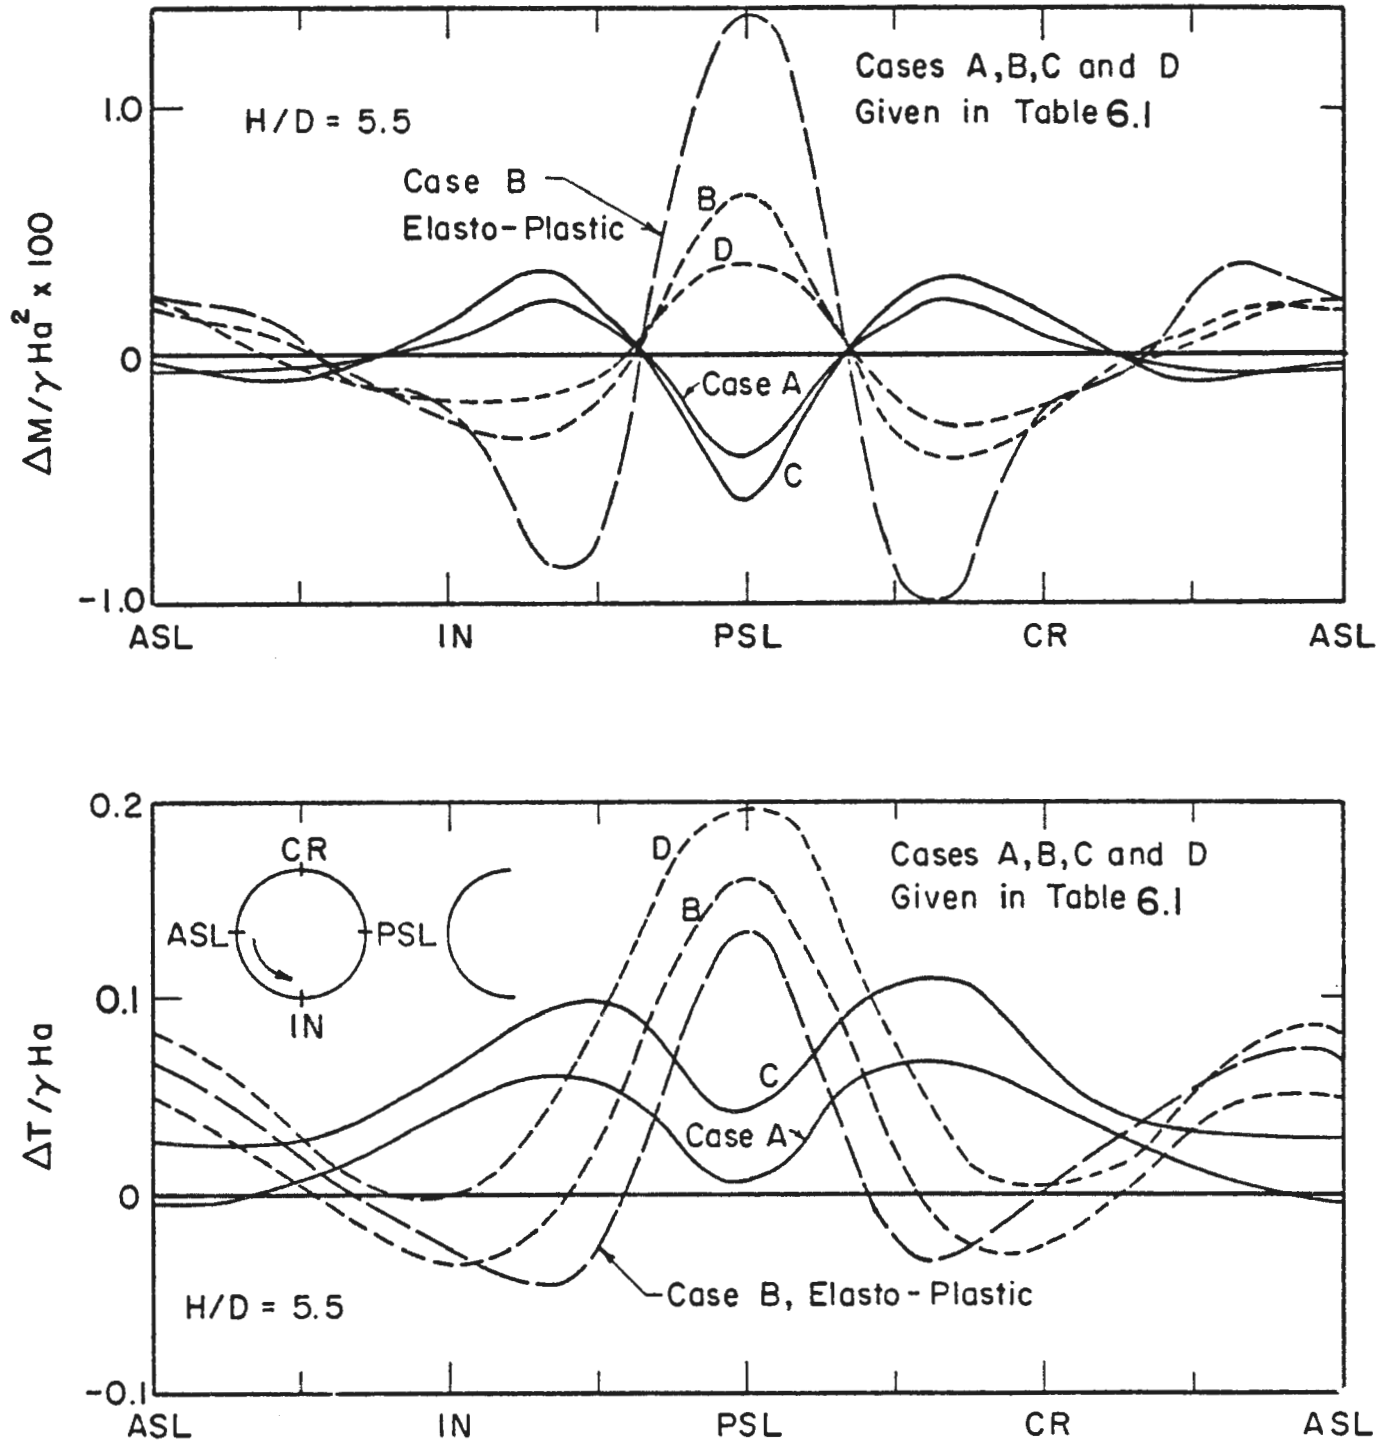 Cases A,B,C and D
Given in Table 6.1
1.0
H/D = 5.5
Case B
Elasto-Plastic
B
D
ΔM/γHa² x 100
0
Case A
C
-1.0
ASL IN PSL CR ASL
0.2
CR
D
Cases A,B,C and D
Given in Table 6.1
B
ASL PSL
0.1
IN
ΔT/γHa
C
Case A
0
Case B, Elasto-Plastic
H/D = 5.5
-0.1
ASL IN PSL CR ASL